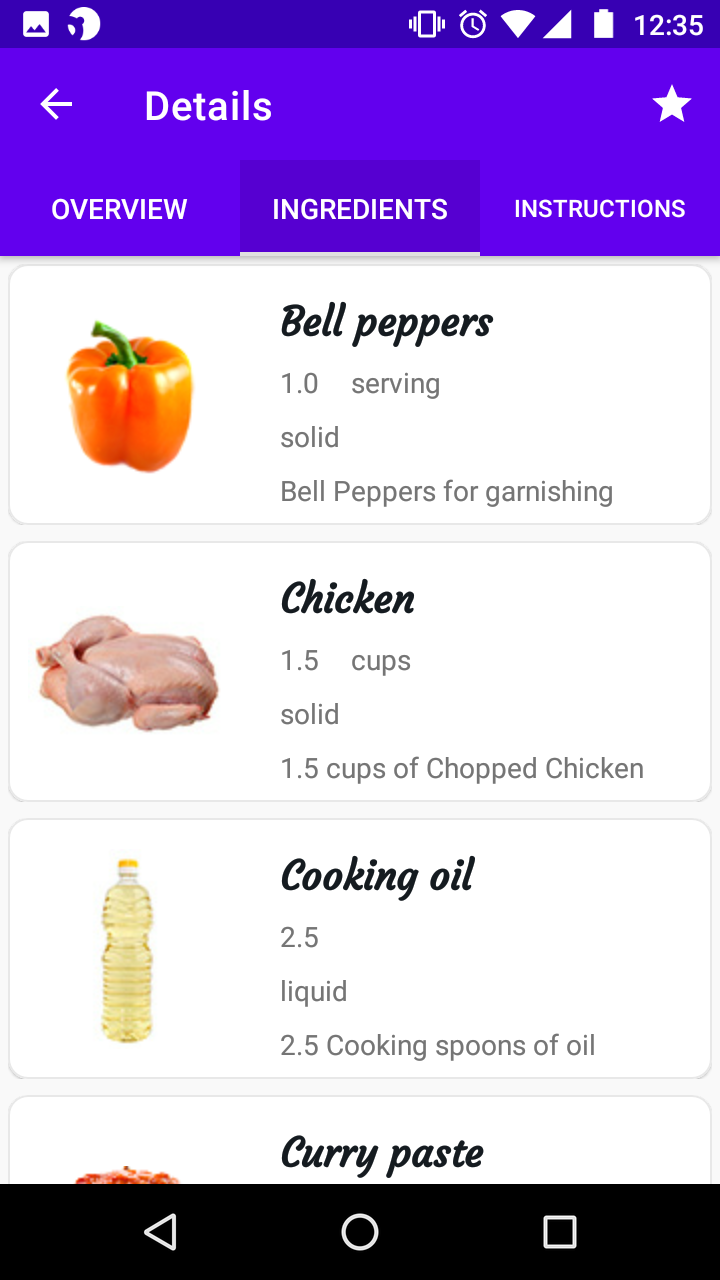 12:35
Details
OVERVIEW INGREDIENTS INSTRUCTIONS
Bell peppers
1.0 serving
solid
Bell Peppers for garnishing
Chicken
1.5 cups
solid
1.5 cups of Chopped Chicken
Cooking oil
2.5
liquid
2.5 Cooking spoons of oil
Curry paste